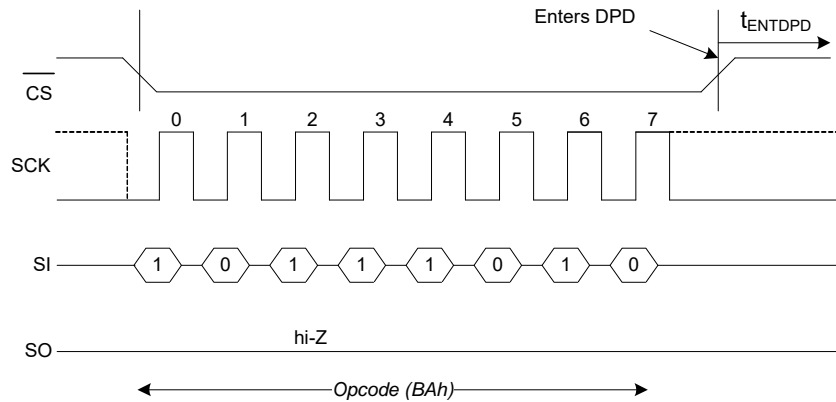 Enters DPD
tENTDPD
CS
0 1 2 3 4 5 6 7
SCK
SI 1 0 1 1 1 0 1 0
hi-Z
SO
Opcode (BAh)